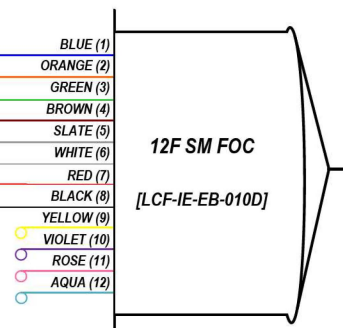 BLUE (1)
ORANGE (2)
GREEN (3)
BROWN (4)
SLATE (5)
WHITE (6)
RED (7)
BLACK (8)
YELLOW (9)
VIOLET (10)
ROSE (11)
AQUA (12)
12F SM FOC
[LCF-IE-EB-010D]